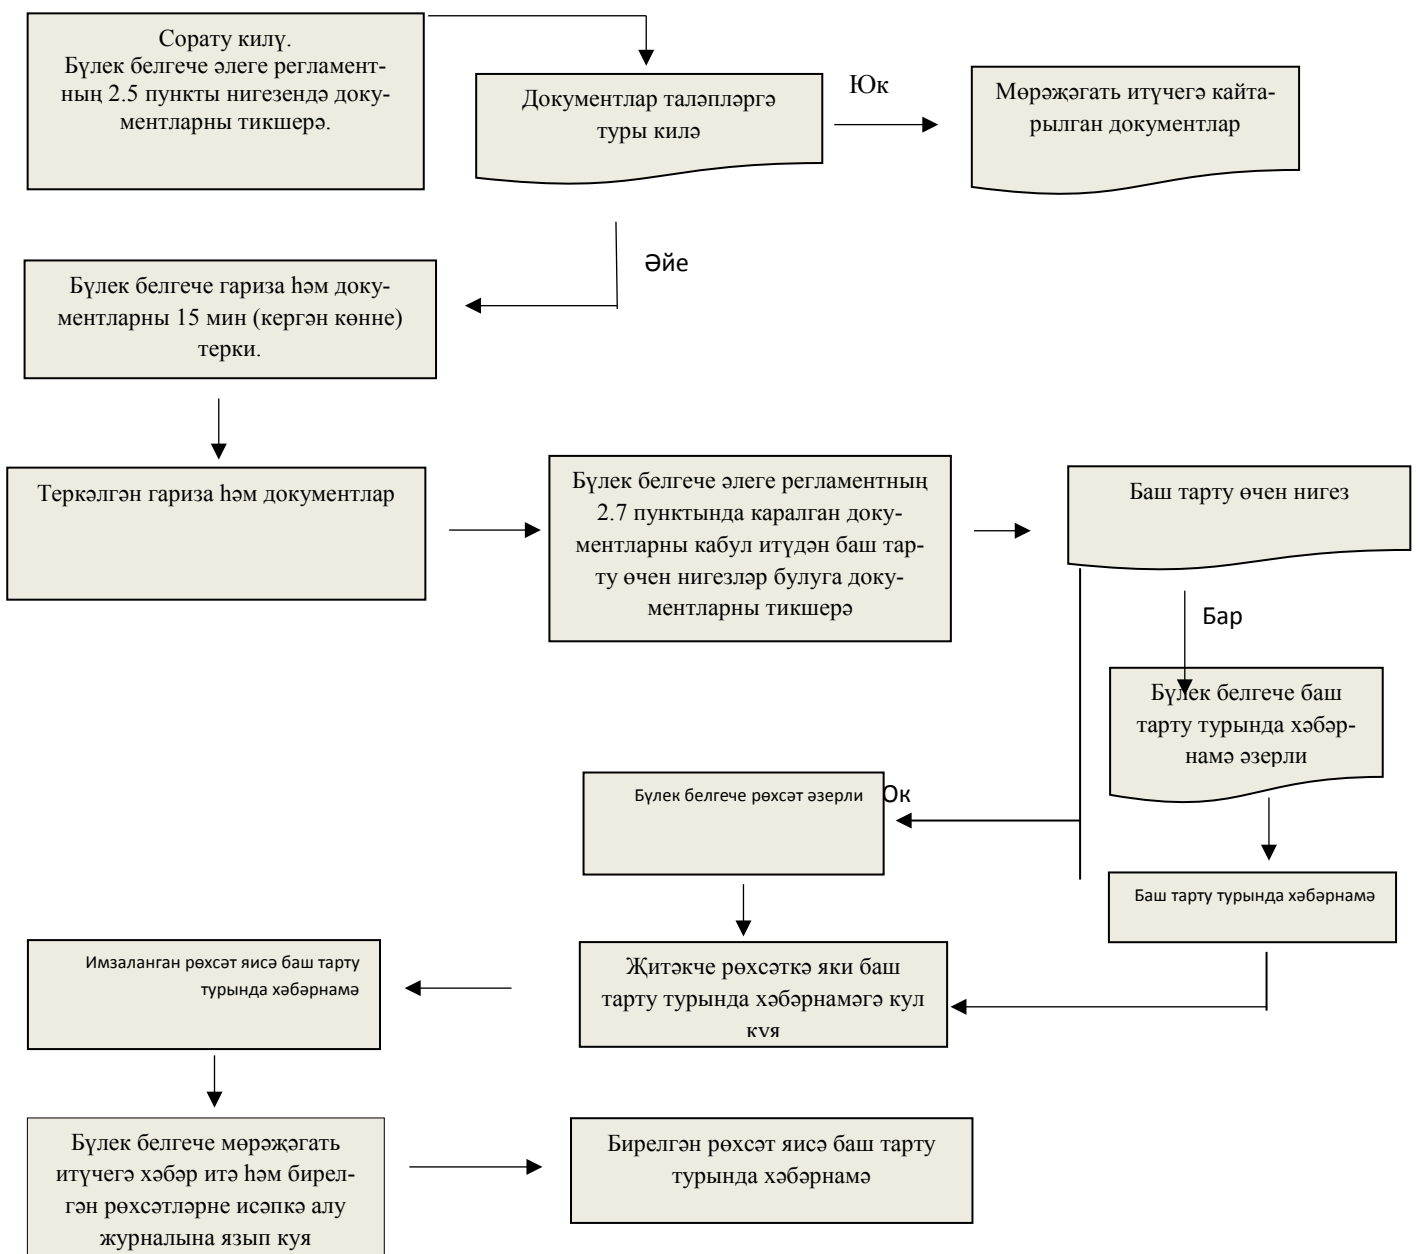 Сорату килү.
Бүлек белгече әлеге регламент-
ның 2.5 пункты нигезендә доку-
ментларны тикшерә.
Документлар таләпләргә
туры килә
Юк
Мөрәҗәгать итүчегә кайта-
рылган документлар
Әйе
Бүлек белгече гариза һәм доку-
ментларны 15 мин (кергән көнне)
терки.
Теркәлгән гариза һәм документлар
Бүлек белгече әлеге регламентның
2.7 пунктында каралган доку-
ментларны кабул итүдән баш тар-
ту өчен нигезләр булуга доку-
ментларны тикшерә
Баш тарту өчен нигез
Бар
Бүлек белгече баш
тарту турында хәбәр-
намә әзерли
Бүлек белгече рөхсәт әзерли
Юк
Баш тарту турында хәбәрнамә
Имзаланган рөхсәт яисә баш тарту
турында хәбәрнамә
Җитәкче рөхсәткә яки баш
тарту турында хәбәрнамәгә кул
куя
Бүлек белгече мөрәҗәгать
итүчегә хәбәр итә һәм бирел-
гән рөхсәтләрне исәпкә алу
журналына язып куя
Бирелгән рөхсәт яисә баш тарту
турында хәбәрнамә